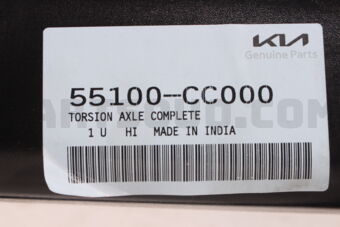 KIA
Genuine Parts
55100-CC000
TORSION AXLE COMPLETE
1 U HI MADE IN INDIA